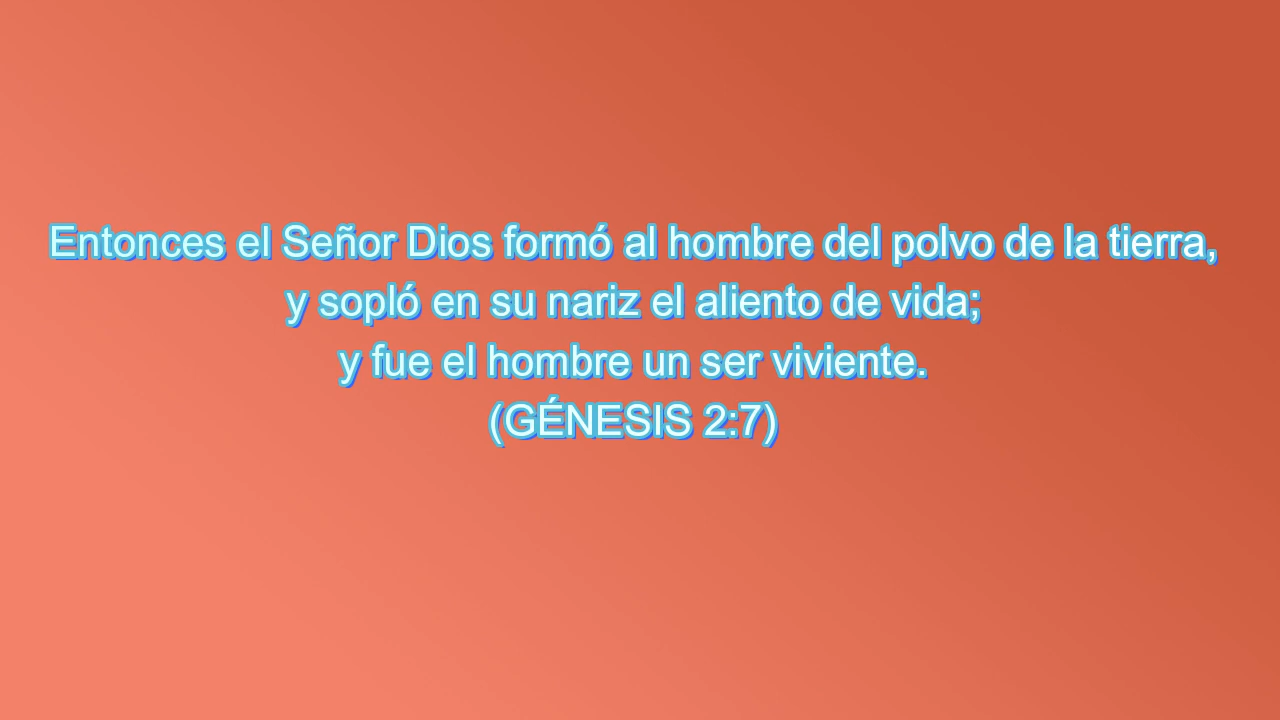 Entonces el Señor Dios formó al hombre del polvo de la tierra,
y sopló en su nariz el aliento de vida;
y fue el hombre un ser viviente.
(GÉNESIS 2:7)